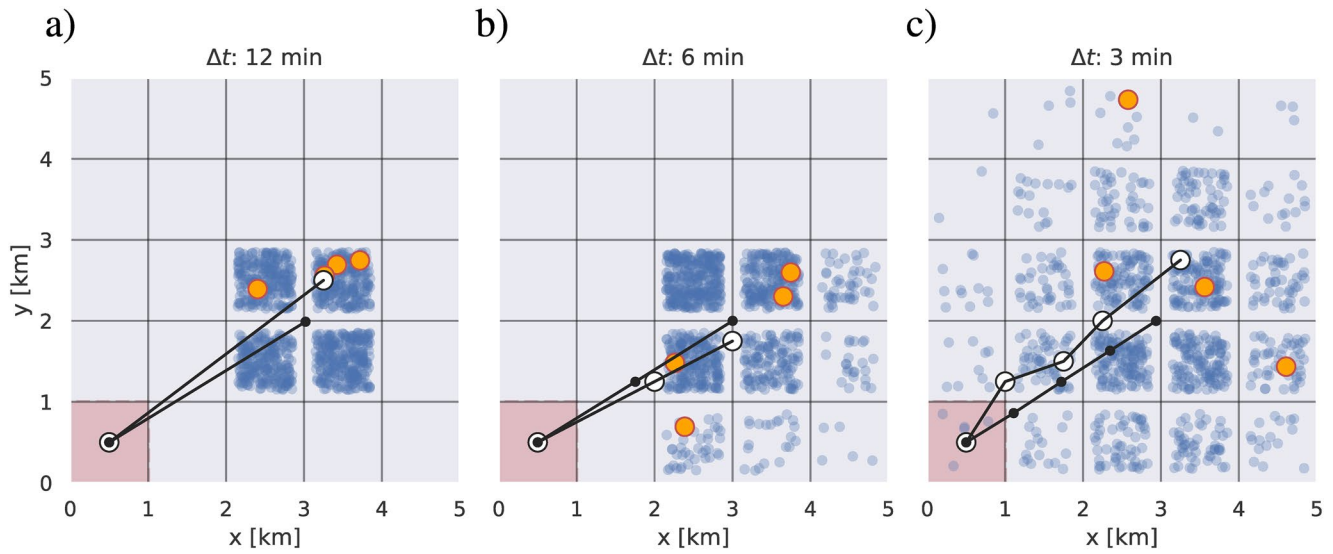 a)
b)
c)
Δt: 12 min
Δt: 6 min
Δt: 3 min
5
4
3
2
1
0
y [km]
0 1 2 3 4 5
0 1 2 3 4 5
0 1 2 3 4 5
x [km]
x [km]
x [km]